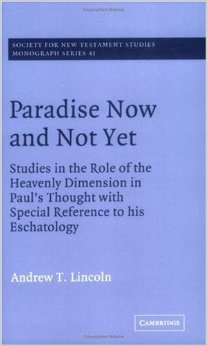 SOCIETY FOR NEW TESTAMENT STUDIES
MONOGRAPH SERIES 43
Paradise Now
and Not Yet
Studies in the Role of the
Heavenly Dimension in
Paul's Thought with
Special Reference to his
Eschatology
Andrew T. Lincoln
CAMBRIDGE